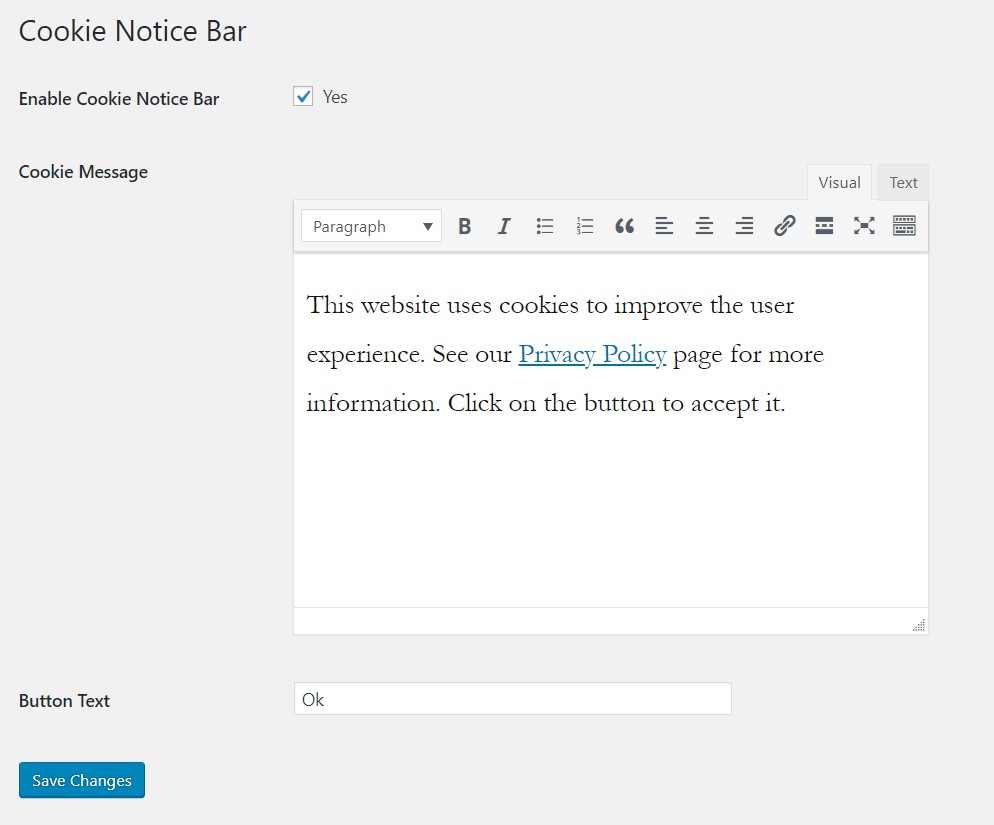 Cookie Notice Bar
Enable Cookie Notice Bar
Yes
Cookie Message
Visual
Text
Paragraph
This website uses cookies to improve the user
experience. See our Privacy Policy page for more
information. Click on the button to accept it.
Button Text
Ok
Save Changes